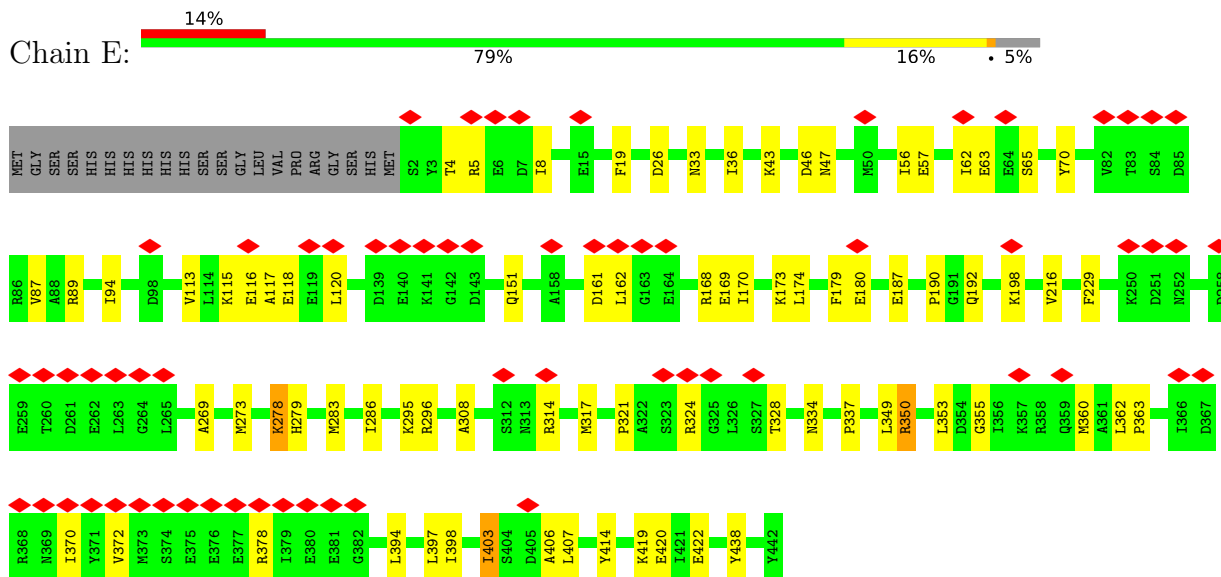 14%
Chain E:
79% 16% • 5%
MET GLY SER SER HIS HIS HIS HIS HIS HIS SER SER GLY LEU VAL PRO ARG GLY SER HIS MET S2 Y3 T4 R5 E6 D7 I8 E15 F19 D26 N33 I36 K43 D46 N47 M50 I56 E57 I62 E63 E64 S65 Y70 V82 T83 S84 D85
R86 V87 A88 R89 I94 D98 V113 L114 K115 E116 A117 E118 E119 L120 D139 E140 K141 G142 D143 Q151 A158 D161 L162 G163 E164 R168 E169 I170 K173 L174 F179 E180 E187 P190 G191 Q192 K198 V216 F229 K250 D251 N252
E259 T260 D261 E262 L263 G264 L265 A269 M273 K278 H279 M283 I286 K295 R296 A308 S312 N313 R314 M317 P321 A322 S323 R324 G325 L326 S327 T328 N334 P337 L349 R350 L353 D354 G355 I356 K357 R358 Q359 M360 A361 L362 P363 I366 D367
R368 N369 I370 Y371 V372 M373 S374 E375 E376 E377 R378 I379 E380 E381 G382 L394 L397 I398 I403 S404 D405 A406 L407 Y414 K419 E420 I421 E422 Y438 Y442